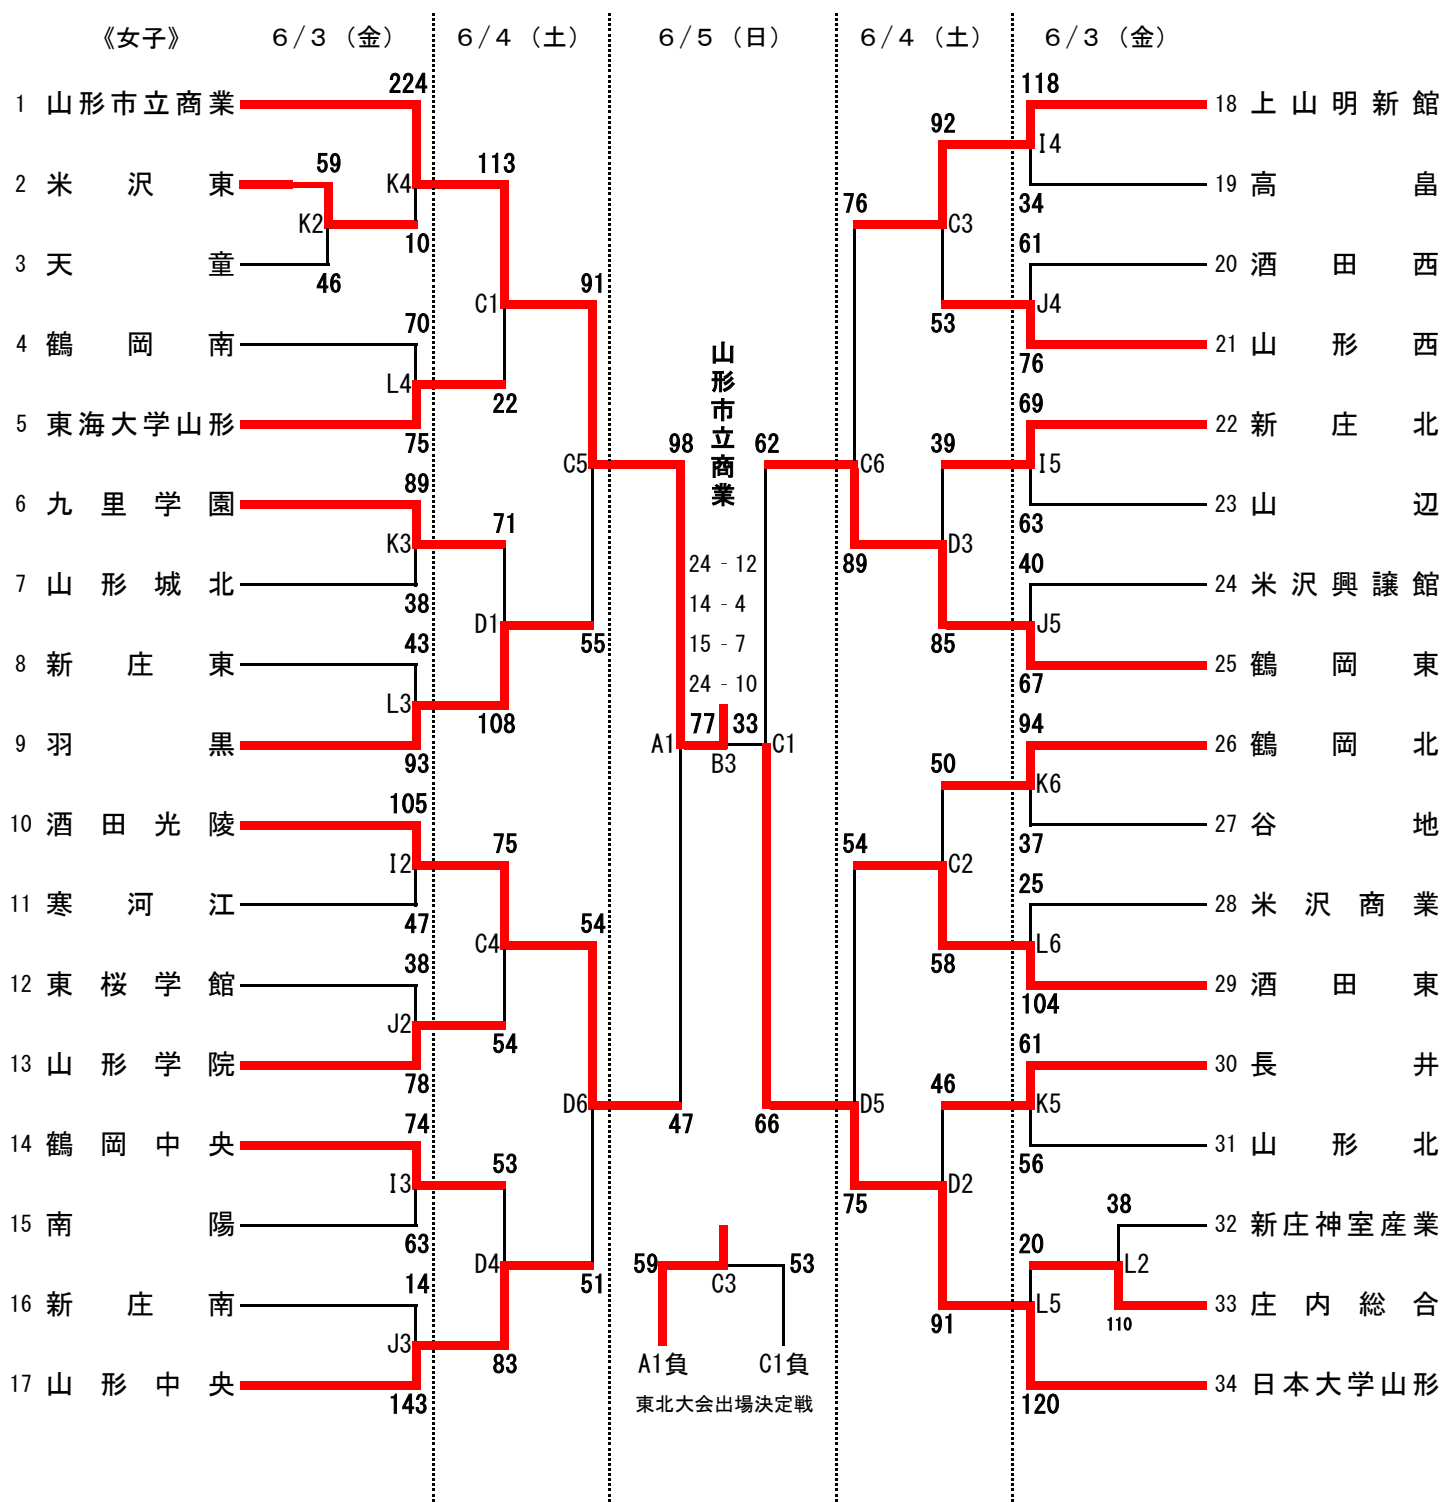 《女子》 6/3(金) 6/4(土) 6/5(日) 6/4(土) 6/3(金)
224 118
1 山形市立商業 18 上山明新館
92
I4
59 113
2 米沢東 K4 19 高畠
76 34
K2 C3
10 61
3 天童 20 酒田西
46 91
C1 J4
70 53
4 鶴岡南 21 山形西
76
L4
22 69
5 東海大学山形 22 新庄北
75 98 山形市立商業 62 39
C5 C6 I5
89
6 九里学園 23 山辺
71 63
K3 D3
24 - 12 89 40
7 山形城北 24 米沢興譲館
38 14 - 4
D1 J5
43 15 - 7 55 85
8 新庄東 25 鶴岡東
24 - 10 67
L3
108 77 33 94
9 羽黒 A1 C1 26 鶴岡北
93 B3 50
K6
105
10 酒田光陵 27 谷地
75 54 37
I2 C2
25
11 寒河江 28 米沢商業
47 54
C4 L6
38 58
12 東桜学館 29 酒田東
104
J2
54 61
13 山形学院 30 長井
78 46
D6 D5 K5
74 47 66
14 鶴岡中央 31 山形北
53 56
I3 D2
75 38
15 南陽 32 新庄神室産業
63 20
D4 59 53 L2
14 51 C3
16 新庄南 L5 33 庄内総合
91 110
J3
83 A1負 C1負
17 山形中央 34 日本大学山形
143 東北大会出場決定戦 120